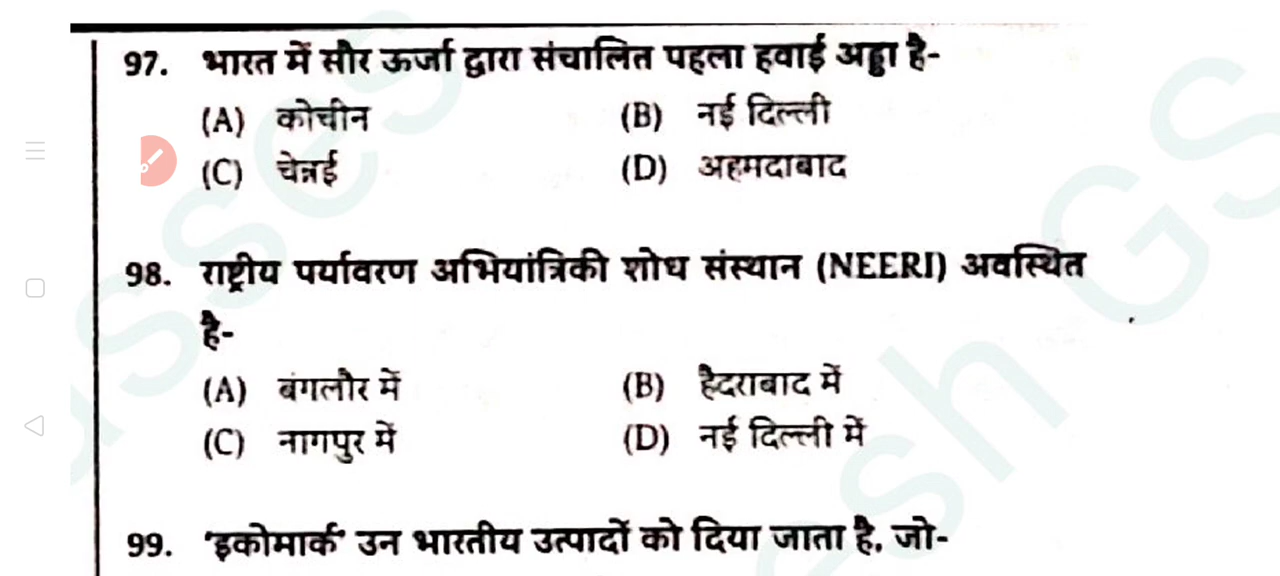 97. भारत में सौर ऊर्जा द्वारा संचालित पहला हवाई अड्डा है-
(A) कोचीन (B) नई दिल्ली
(C) चेन्नई (D) अहमदाबाद
98. राष्ट्रीय पर्यावरण अभियांत्रिकी शोध संस्थान (NEERI) अवस्थित
है-
(A) बंगलौर में (B) हैदराबाद में
(C) नागपुर में (D) नई दिल्ली में
99. 'इकोमार्क' उन भारतीय उत्पादों को दिया जाता है, जो-